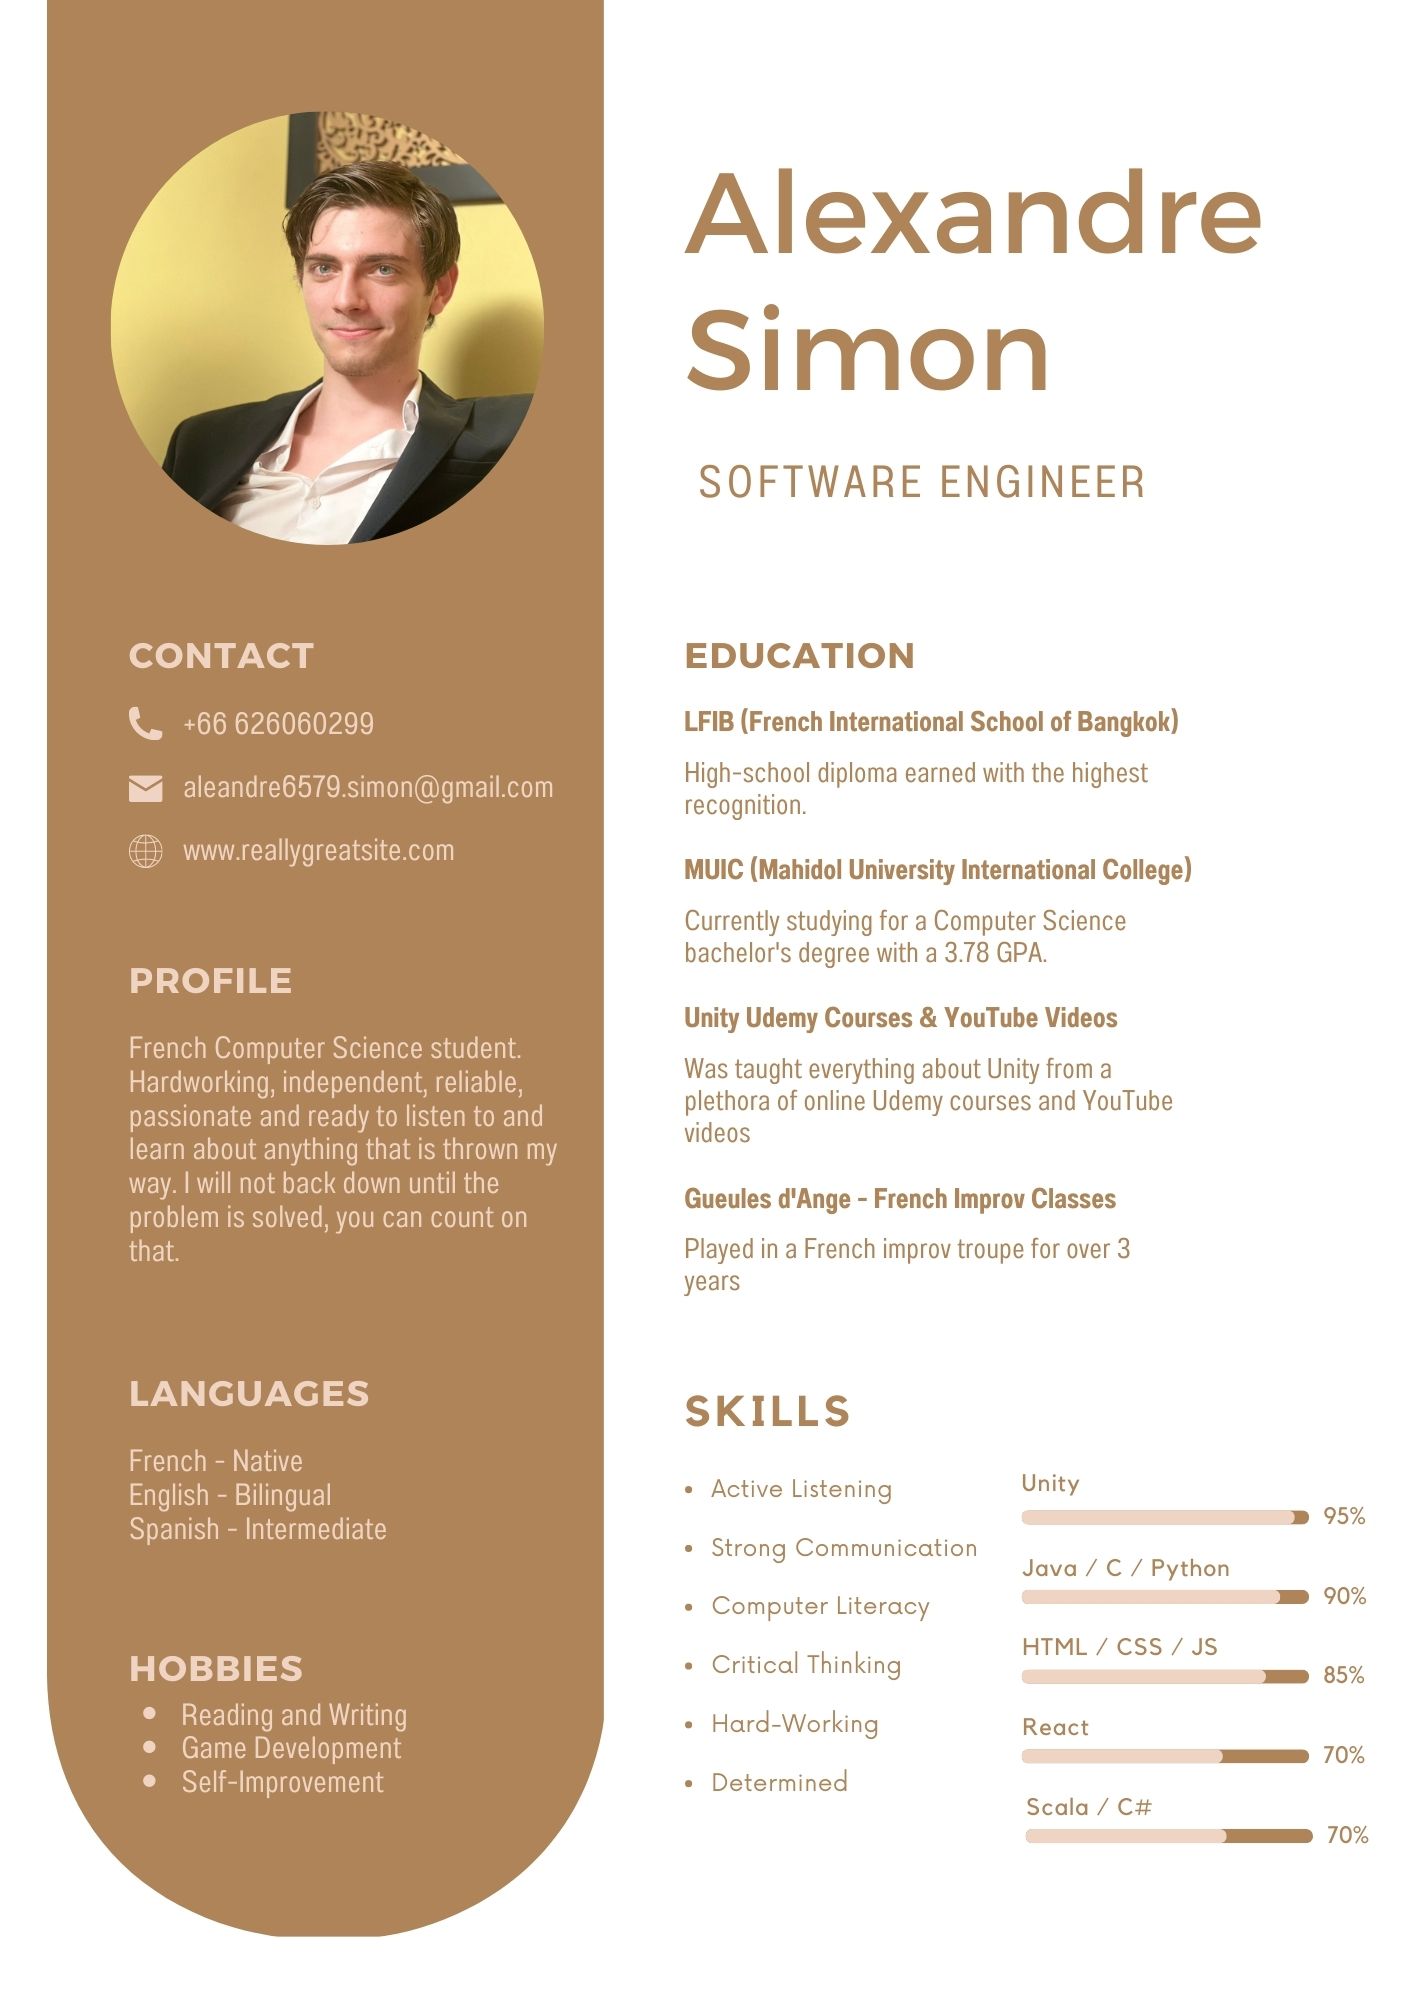 Alexandre
Simon
SOFTWARE ENGINEER
CONTACT
+66 626060299
aleandre6579.simon@gmail.com
www.reallygreatsite.com
PROFILE
French Computer Science student.
Hardworking, independent, reliable,
passionate and ready to listen to and
learn about anything that is thrown my
way. I will not back down until the
problem is solved, you can count on
that.
LANGUAGES
French - Native
English - Bilingual
Spanish - Intermediate
HOBBIES
• Reading and Writing
• Game Development
• Self-Improvement
EDUCATION
LFIB (French International School of Bangkok)
High-school diploma earned with the highest
recognition.
MUIC (Mahidol University International College)
Currently studying for a Computer Science
bachelor's degree with a 3.78 GPA.
Unity Udemy Courses & YouTube Videos
Was taught everything about Unity from a
plethora of online Udemy courses and YouTube
videos
Gueules d'Ange - French Improv Classes
Played in a French improv troupe for over 3
years
SKILLS
• Active Listening
• Strong Communication
• Computer Literacy
• Critical Thinking
• Hard-Working
• Determined
Unity
95%
Java / C / Python
90%
HTML / CSS / JS
85%
React
70%
Scala / C#
70%